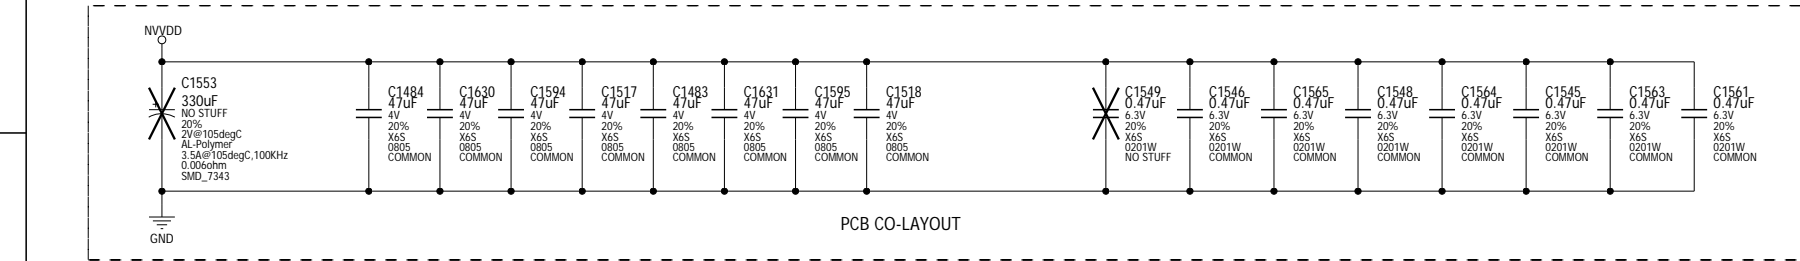 NVVDD
C1553
330uF
NO STUFF
20%
2V@105degC
AL-Polymer
3.5A@105degC,100KHz
0.006ohm
SMD_7343
GND
C1484
47uF
4V
20%
X6S
0805
COMMON
C1630
47uF
4V
20%
X6S
0805
COMMON
C1594
47uF
4V
20%
X6S
0805
COMMON
C1517
47uF
4V
20%
X6S
0805
COMMON
C1483
47uF
4V
20%
X6S
0805
COMMON
C1631
47uF
4V
20%
X6S
0805
COMMON
C1595
47uF
4V
20%
X6S
0805
COMMON
C1518
47uF
4V
20%
X6S
0805
COMMON
C1549
0.47uF
6.3V
20%
X6S
0201W
NO STUFF
C1546
0.47uF
6.3V
20%
X6S
0201W
COMMON
C1565
0.47uF
6.3V
20%
X6S
0201W
COMMON
C1548
0.47uF
6.3V
20%
X6S
0201W
COMMON
C1564
0.47uF
6.3V
20%
X6S
0201W
COMMON
C1545
0.47uF
6.3V
20%
X6S
0201W
COMMON
C1563
0.47uF
6.3V
20%
X6S
0201W
COMMON
C1561
0.47uF
6.3V
20%
X6S
0201W
COMMON
PCB CO-LAYOUT